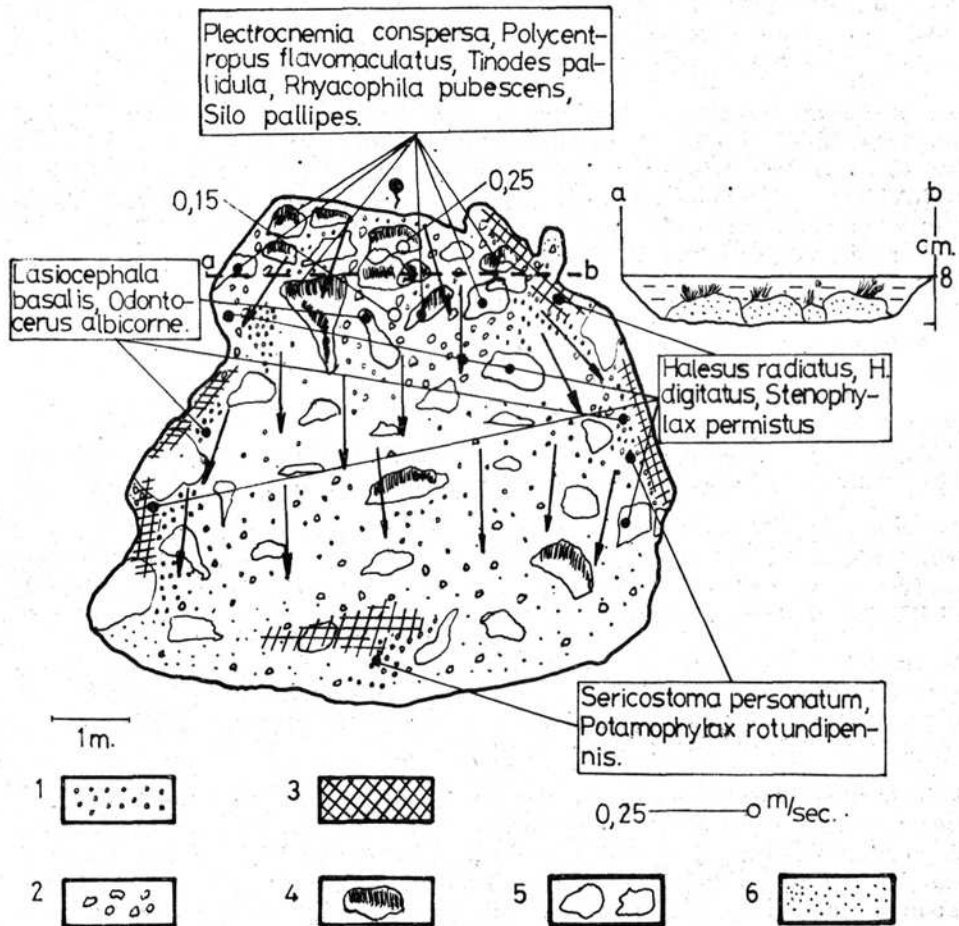 Plectrocnemia conspersa, Polycent-
ropus flavomaculatus, Tinodes pal-
lidula, Rhyacophila pubescens,
Silo pallipes.
0,15
0,25
a
b
cm.
8
a
b
Lasiocephala
basalis, Odonto-
cerus albicorne.
Halesus radiatus, H.
digitatus, Stenophy-
lax permistus
Sericostoma personatum,
Potamophylax rotundipen-
nis.
1m.
0,25 m/sec.
1
3
2
4
5
6